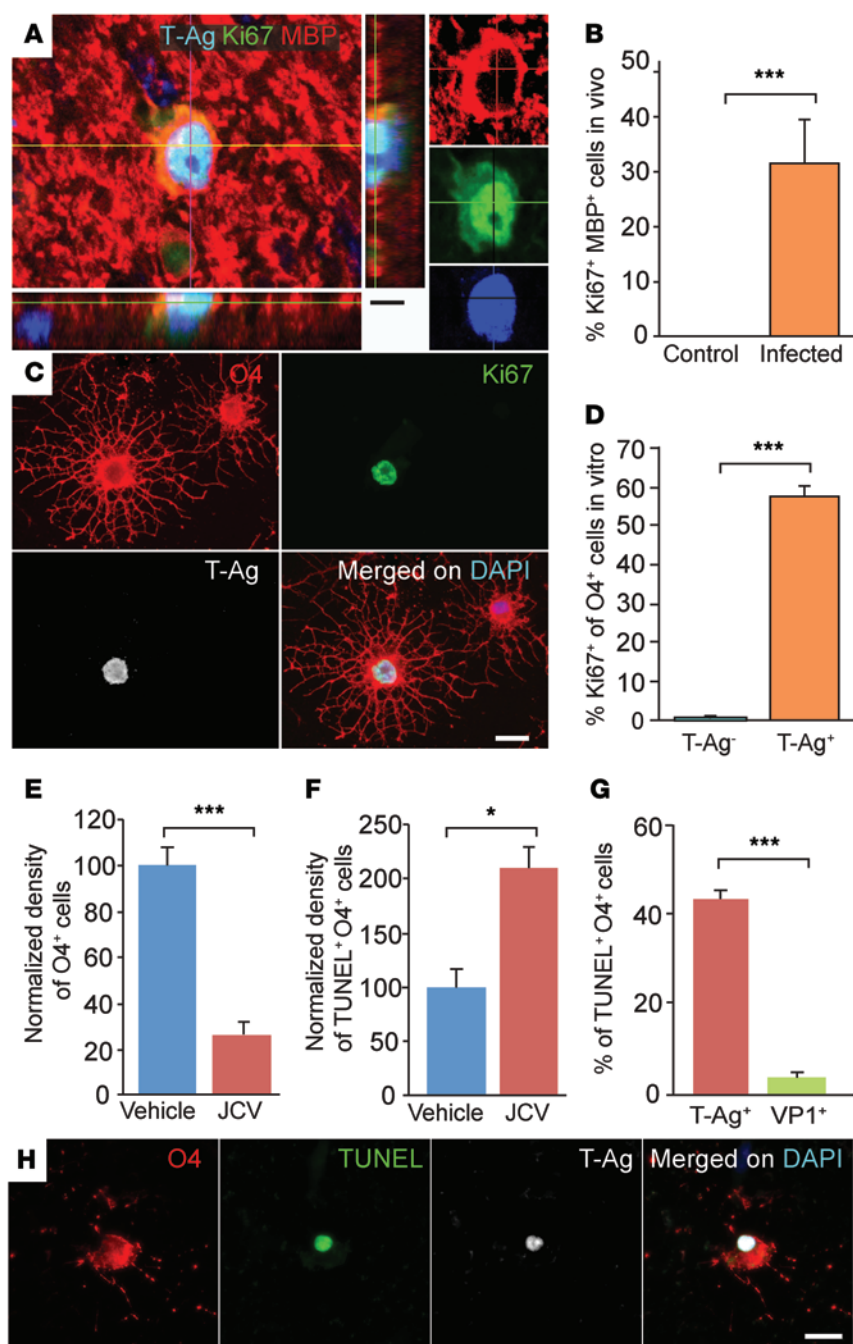 A
T-Ag Ki67 MBP
B
% Ki67+ MBP+ cells in vivo
50
40
30
20
10
0
***
Control Infected
C
O4
Ki67
T-Ag
Merged on DAPI
D
% Ki67+ of O4+ cells in vitro
70
60
50
40
30
20
10
0
***
T-Ag- T-Ag+
E
Normalized density
of O4+ cells
120
100
80
60
40
20
0
***
Vehicle JCV
F
Normalized density
of TUNEL+ O4+ cells
250
200
150
100
50
0
*
Vehicle JCV
G
% of TUNEL+ O4+ cells
60
40
20
0
***
T-Ag+ VP1+
H
O4
TUNEL
T-Ag
Merged on DAPI